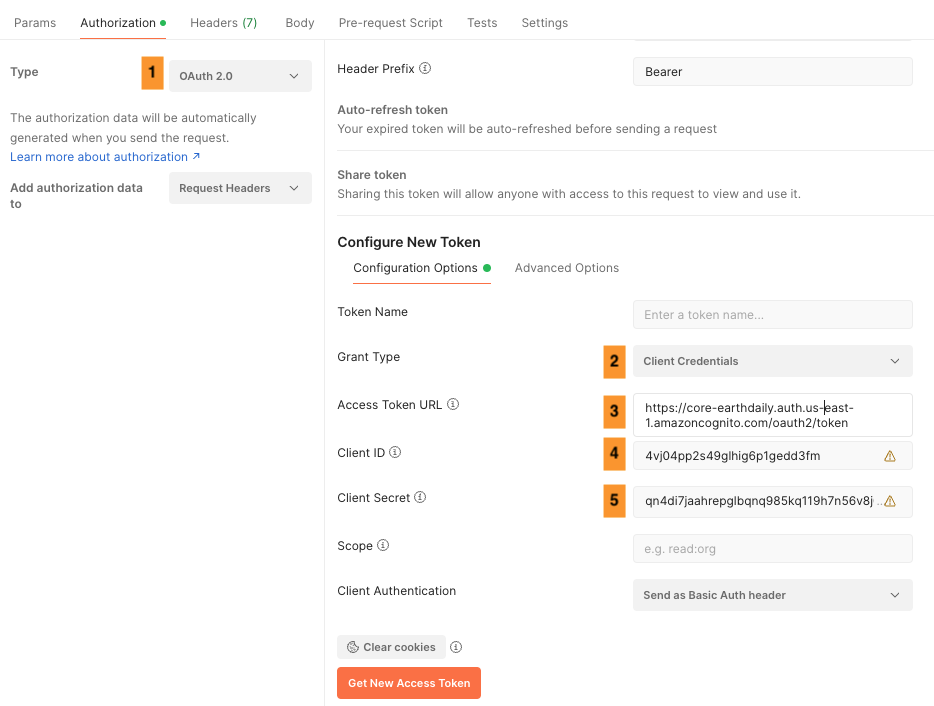 Params Authorization Headers (7) Body Pre-request Script Tests Settings
Type
1
OAuth 2.0
The authorization data will be automatically
generated when you send the request.
Learn more about authorization ↗
Add authorization data
to
Request Headers
Header Prefix
Bearer
Auto-refresh token
Your expired token will be auto-refreshed before sending a request
Share token
Sharing this token will allow anyone with access to this request to view and use it.
Configure New Token
Configuration Options Advanced Options
Token Name
Enter a token name...
Grant Type
2
Client Credentials
Access Token URL
3
https://core-earthdaily.auth.us-east-
1.amazoncognito.com/oauth2/token
Client ID
4
4vj04pp2s49glhig6p1gedd3fm
Client Secret
5
qn4di7jaahrepglbqnq985kq119h7n56v8j...
Scope
e.g. read:org
Client Authentication
Send as Basic Auth header
Clear cookies
Get New Access Token